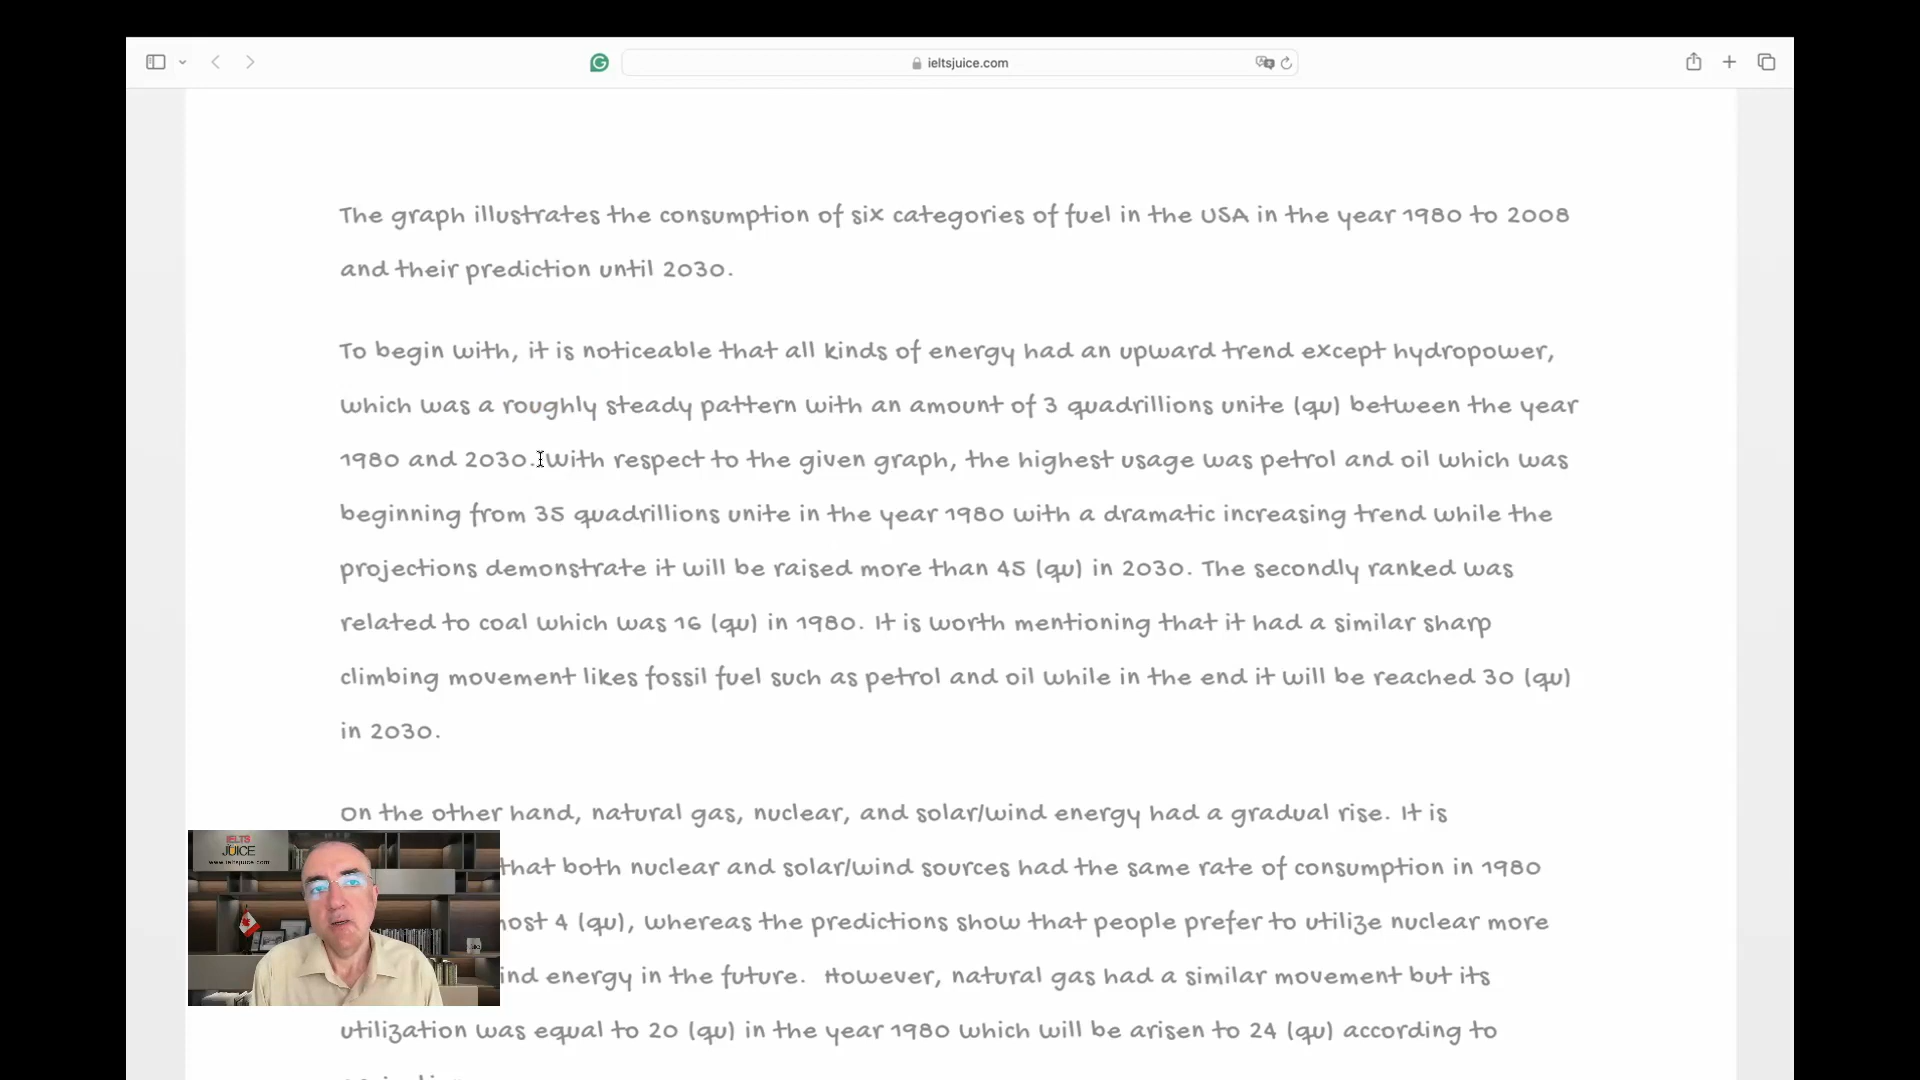 ieltsjuice.com
The graph illustrates the consumption of six categories of fuel in the USA in the year 1980 to 2008
and their prediction until 2030.
To begin with, it is noticeable that all kinds of energy had an upward trend except hydropower,
which was a roughly steady pattern with an amount of 3 quadrillions unite (qu) between the year
1980 and 2030. With respect to the given graph, the highest usage was petrol and oil which was
beginning from 35 quadrillions unite in the year 1980 with a dramatic increasing trend while the
projections demonstrate it will be raised more than 45 (qu) in 2030. The secondly ranked was
related to coal which was 16 (qu) in 1980. It is worth mentioning that it had a similar sharp
climbing movement likes fossil fuel such as petrol and oil while in the end it will be reached 30 (qu)
in 2030.
On the other hand, natural gas, nuclear, and solar/wind energy had a gradual rise. It is
that both nuclear and solar/wind sources had the same rate of consumption in 1980
4 (qu), whereas the predictions show that people prefer to utilize nuclear more
energy in the future. However, natural gas had a similar movement but its
utilization was equal to 20 (qu) in the year 1980 which will be arisen to 24 (qu) according to
IELTS
JUICE
www.ieltsjuice.com